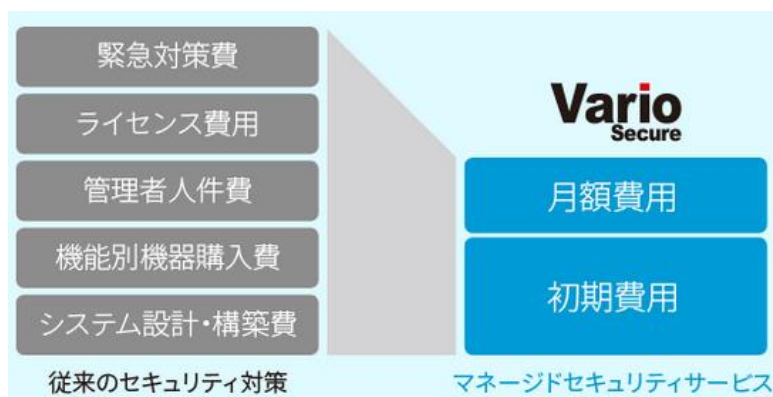 緊急対策費
ライセンス費用
管理者人件費
機能別機器購入費
システム設計・構築費
従来のセキュリティ対策
Vario
Secure
月額費用
初期費用
マネージドセキュリティサービス